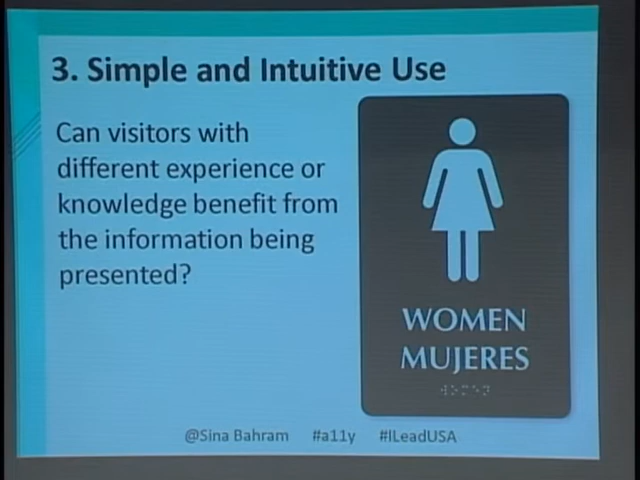 3. Simple and Intuitive Use
Can visitors with
different experience or
knowledge benefit from
the information being
presented?
WOMEN
MUJERES
@Sina Bahram #a11y #ILeadUSA